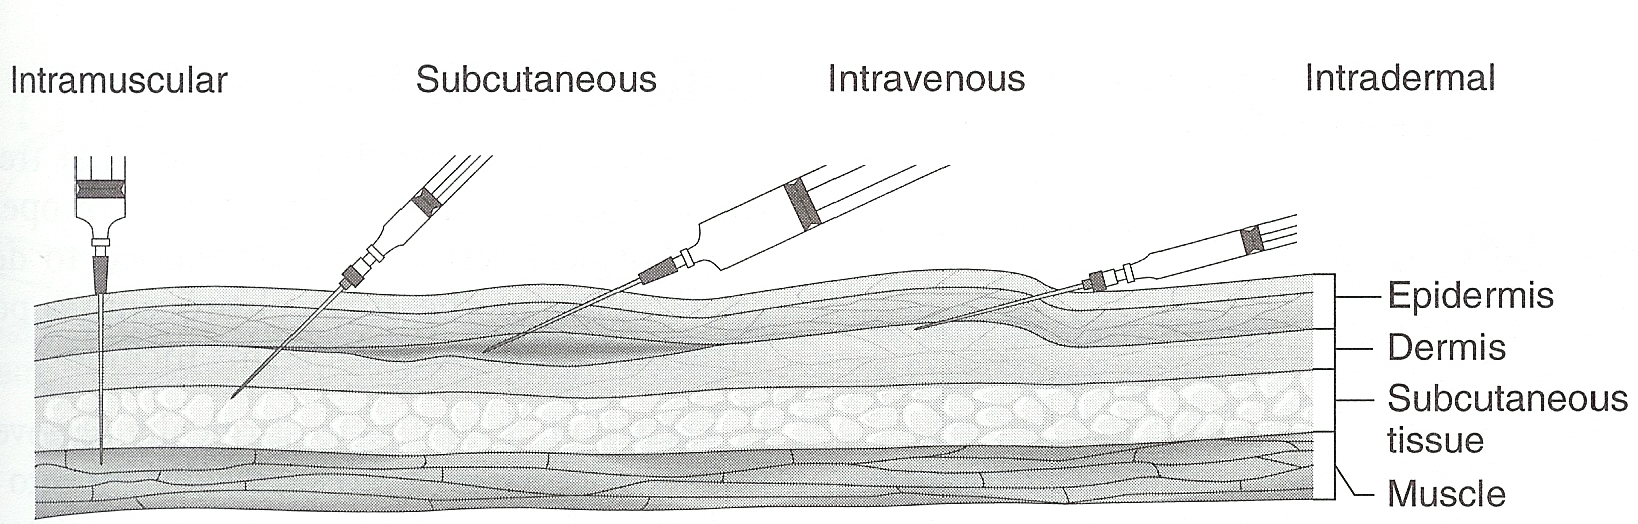 Intramuscular Subcutaneous Intravenous Intradermal
Epidermis
Dermis
Subcutaneous
tissue
Muscle